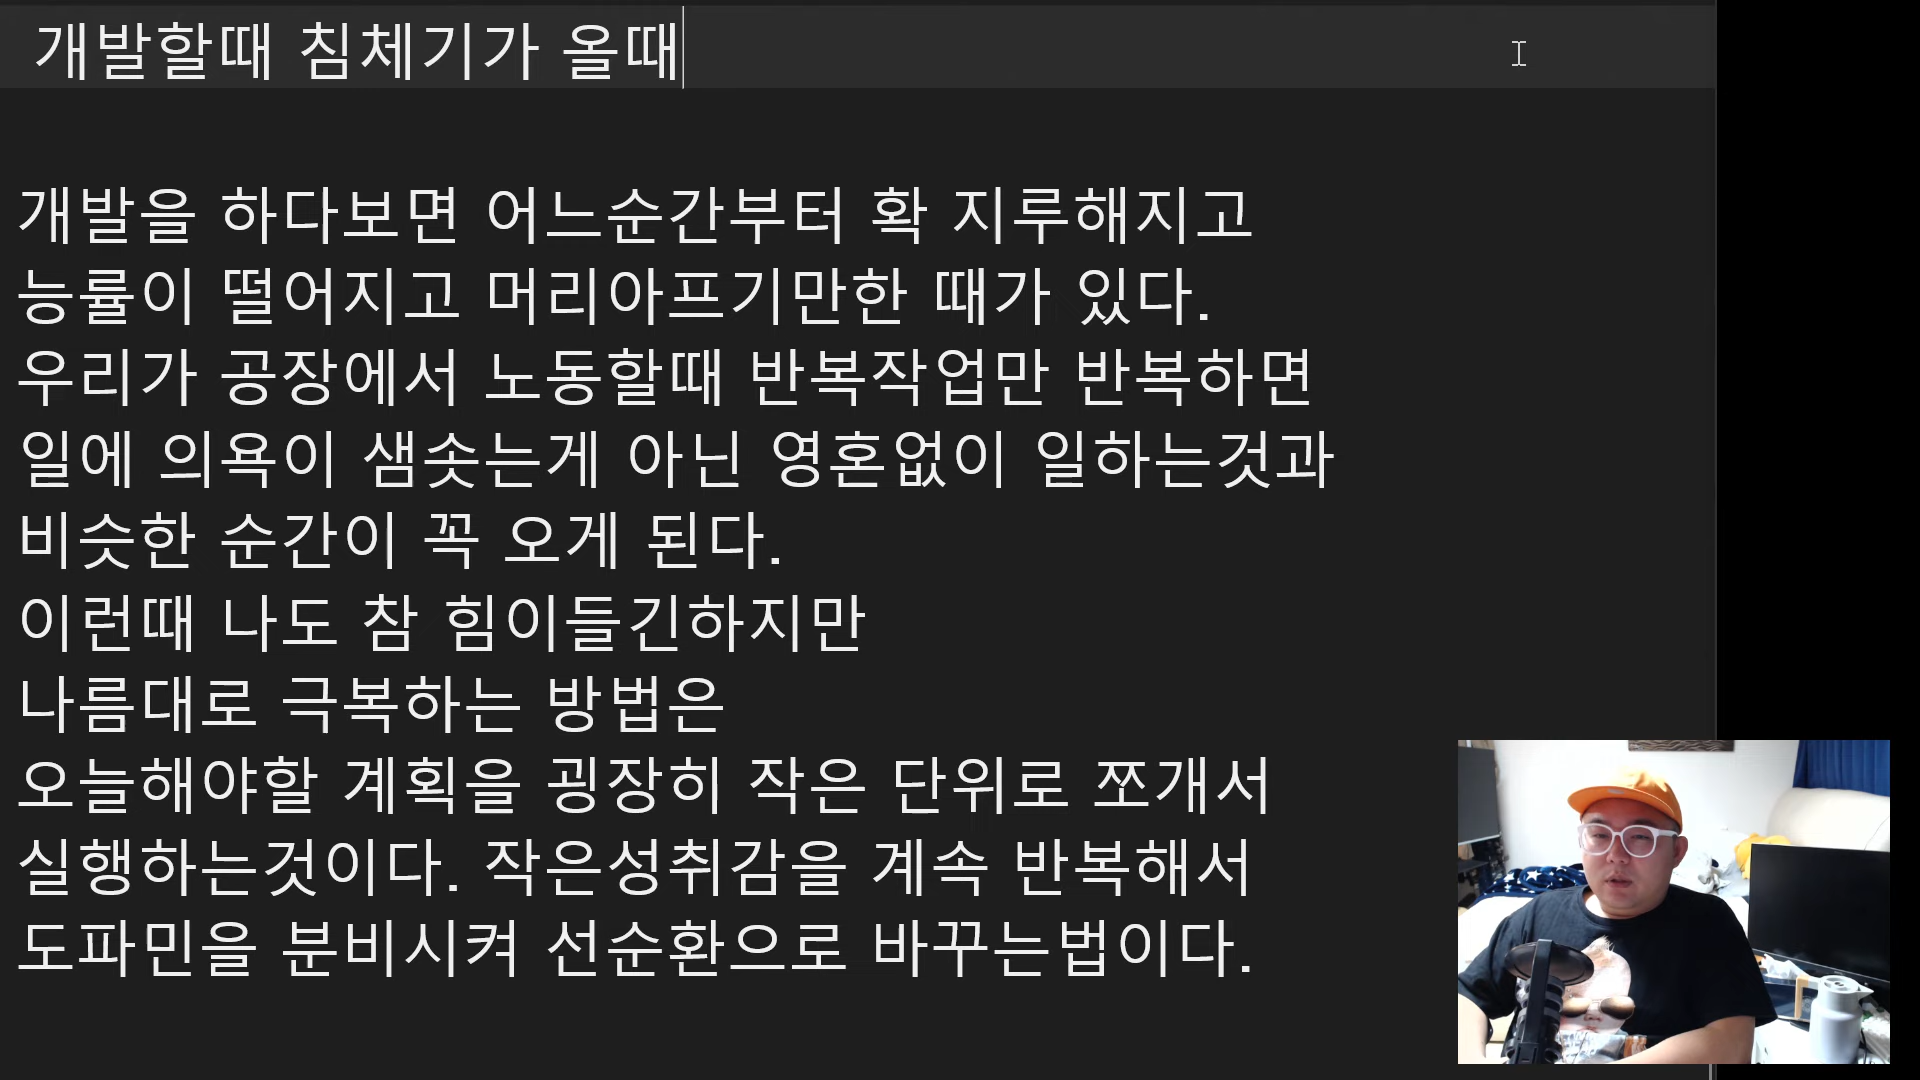 개발할때 침체기가 올때
개발을 하다보면 어느순간부터 확 지루해지고
능률이 떨어지고 머리아프기만한 때가 있다.
우리가 공장에서 노동할때 반복작업만 반복하면
일에 의욕이 샘솟는게 아닌 영혼없이 일하는것과
비슷한 순간이 꼭 오게 된다.
이런때 나도 참 힘이들긴하지만
나름대로 극복하는 방법은
오늘해야할 계획을 굉장히 작은 단위로 쪼개서
실행하는것이다. 작은성취감을 계속 반복해서
도파민을 분비시켜 선순환으로 바꾸는법이다.